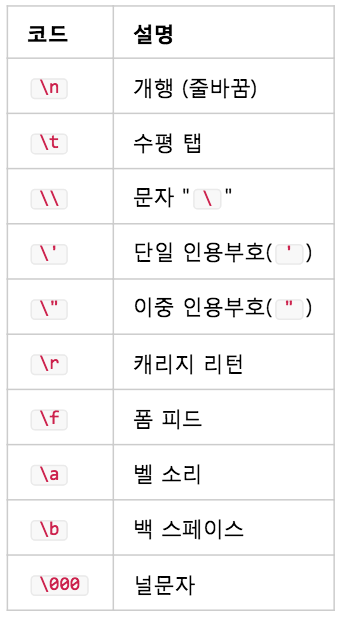 코드 설명
\n 개행 (줄바꿈)
\t 수평 탭
\\ 문자 "\"
\' 단일 인용부호(')
\" 이중 인용부호(")
\r 캐리지 리턴
\f 폼 피드
\a 벨 소리
\b 백 스페이스
\000 널문자